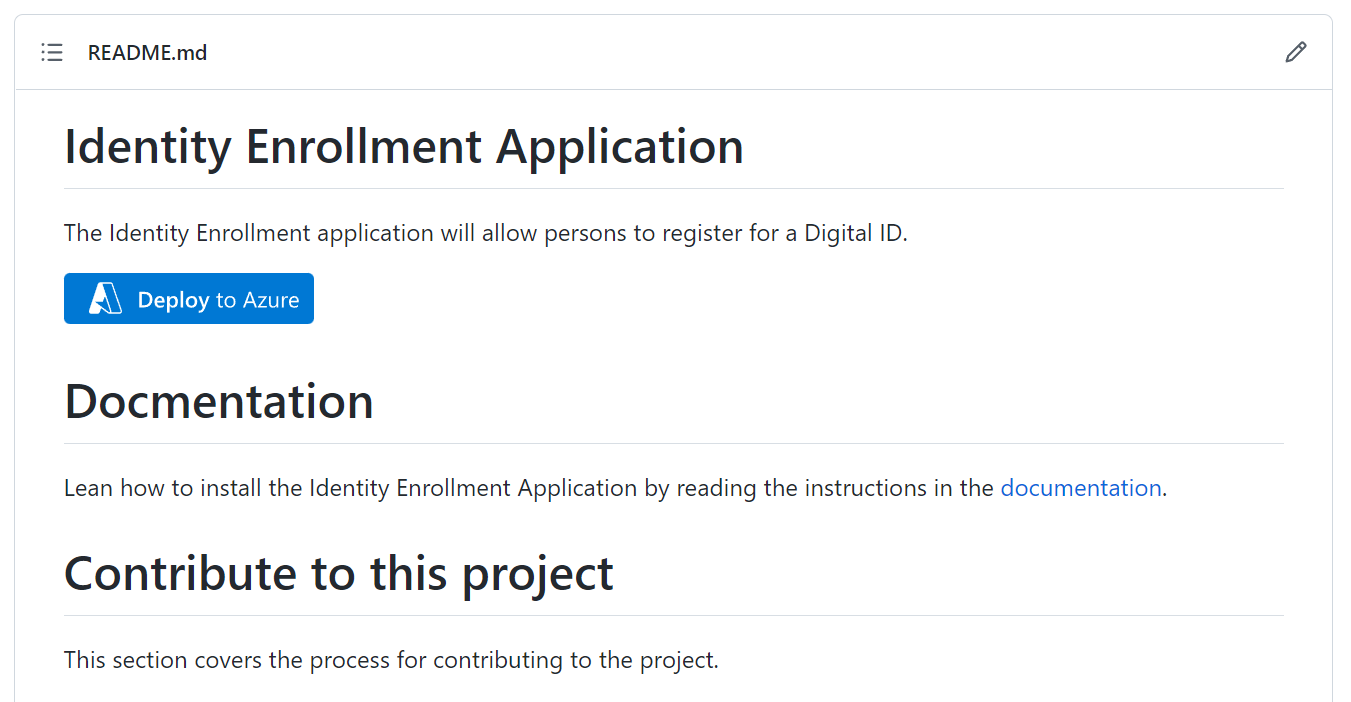 README.md
Identity Enrollment Application
The Identity Enrollment application will allow persons to register for a Digital ID.
Deploy to Azure
Docmentation
Lean how to install the Identity Enrollment Application by reading the instructions in the documentation.
Contribute to this project
This section covers the process for contributing to the project.